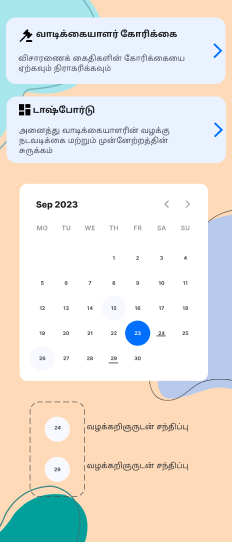 வாடிக்கையாளர் கோரிக்கை
விசாரணைக் கைதிகளின் கோரிக்கையை
ஏற்கவும் நிராகரிக்கவும்
டாஷ்போர்டு
அனைத்து வாடிக்கையாளரின் வழக்கு
நடவடிக்கை மற்றும் முன்னேற்றத்தின்
சுருக்கம்
Sep 2023
MO TU WE TH FR SA SU
1 2 3 4
5 6 7 8 9 10 11
12 13 14 15 16 17 18
19 20 21 22 23 24 25
26 27 28 29 30
24 வழக்கறிஞருடன் சந்திப்பு
29 வழக்கறிஞருடன் சந்திப்பு